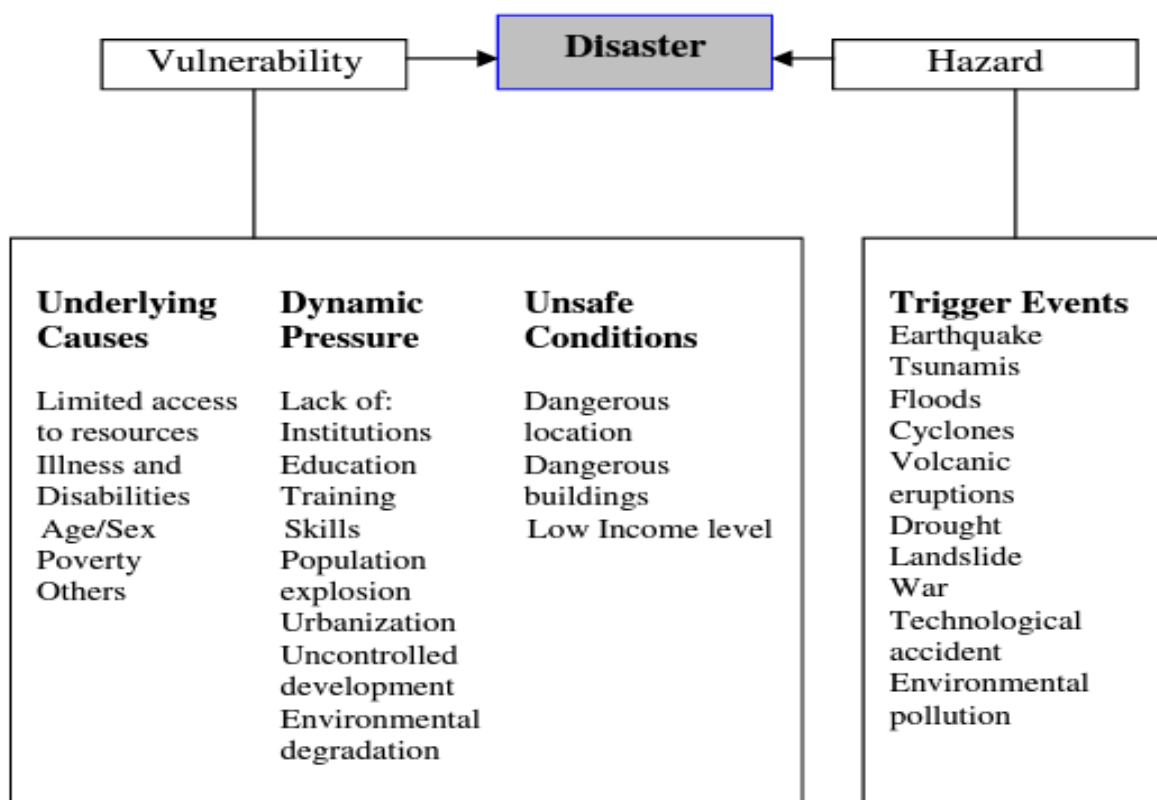 Vulnerability
Disaster
Hazard
Underlying
Causes
Limited access
to resources
Illness and
Disabilities
Age/Sex
Poverty
Others
Dynamic
Pressure
Lack of:
Institutions
Education
Training
Skills
Population
explosion
Urbanization
Uncontrolled
development
Environmental
degradation
Unsafe
Conditions
Dangerous
location
Dangerous
buildings
Low Income level
Trigger Events
Earthquake
Tsunamis
Floods
Cyclones
Volcanic
eruptions
Drought
Landslide
War
Technological
accident
Environmental
pollution